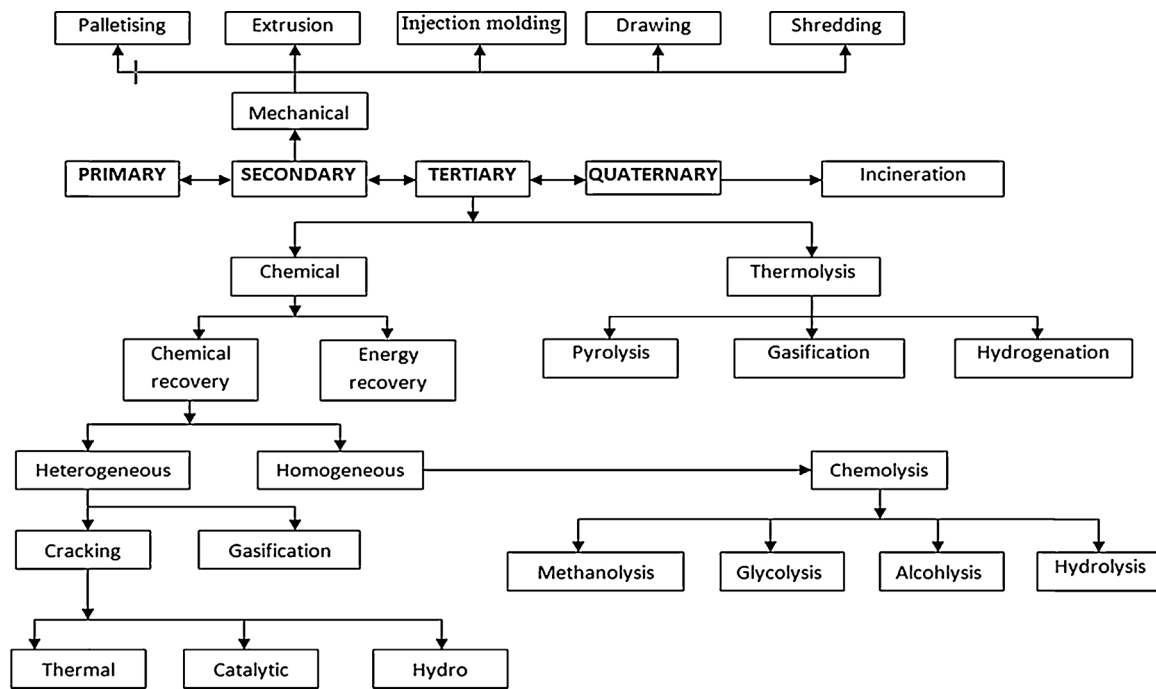 Palletising
Extrusion
Injection molding
Drawing
Shredding
Mechanical
PRIMARY
SECONDARY
TERTIARY
QUATERNARY
Incineration
Chemical
Thermolysis
Chemical
recovery
Energy
recovery
Pyrolysis
Gasification
Hydrogenation
Heterogeneous
Homogeneous
Chemolysis
Cracking
Gasification
Methanolysis
Glycolysis
Alcohlysis
Hydrolysis
Thermal
Catalytic
Hydro